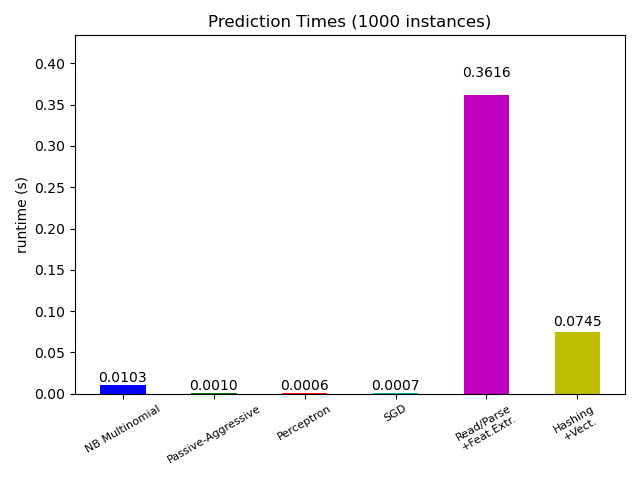 Prediction Times (1000 instances)
runtime (s)
0.40
0.35
0.30
0.25
0.20
0.15
0.10
0.05
0.00
0.0103
0.0010
0.0006
0.0007
0.3616
0.0745
NB Multinomial
Passive-Aggressive
Perceptron
SGD
Read/Parse
+Feat.Extr.
Hashing
+Vect.